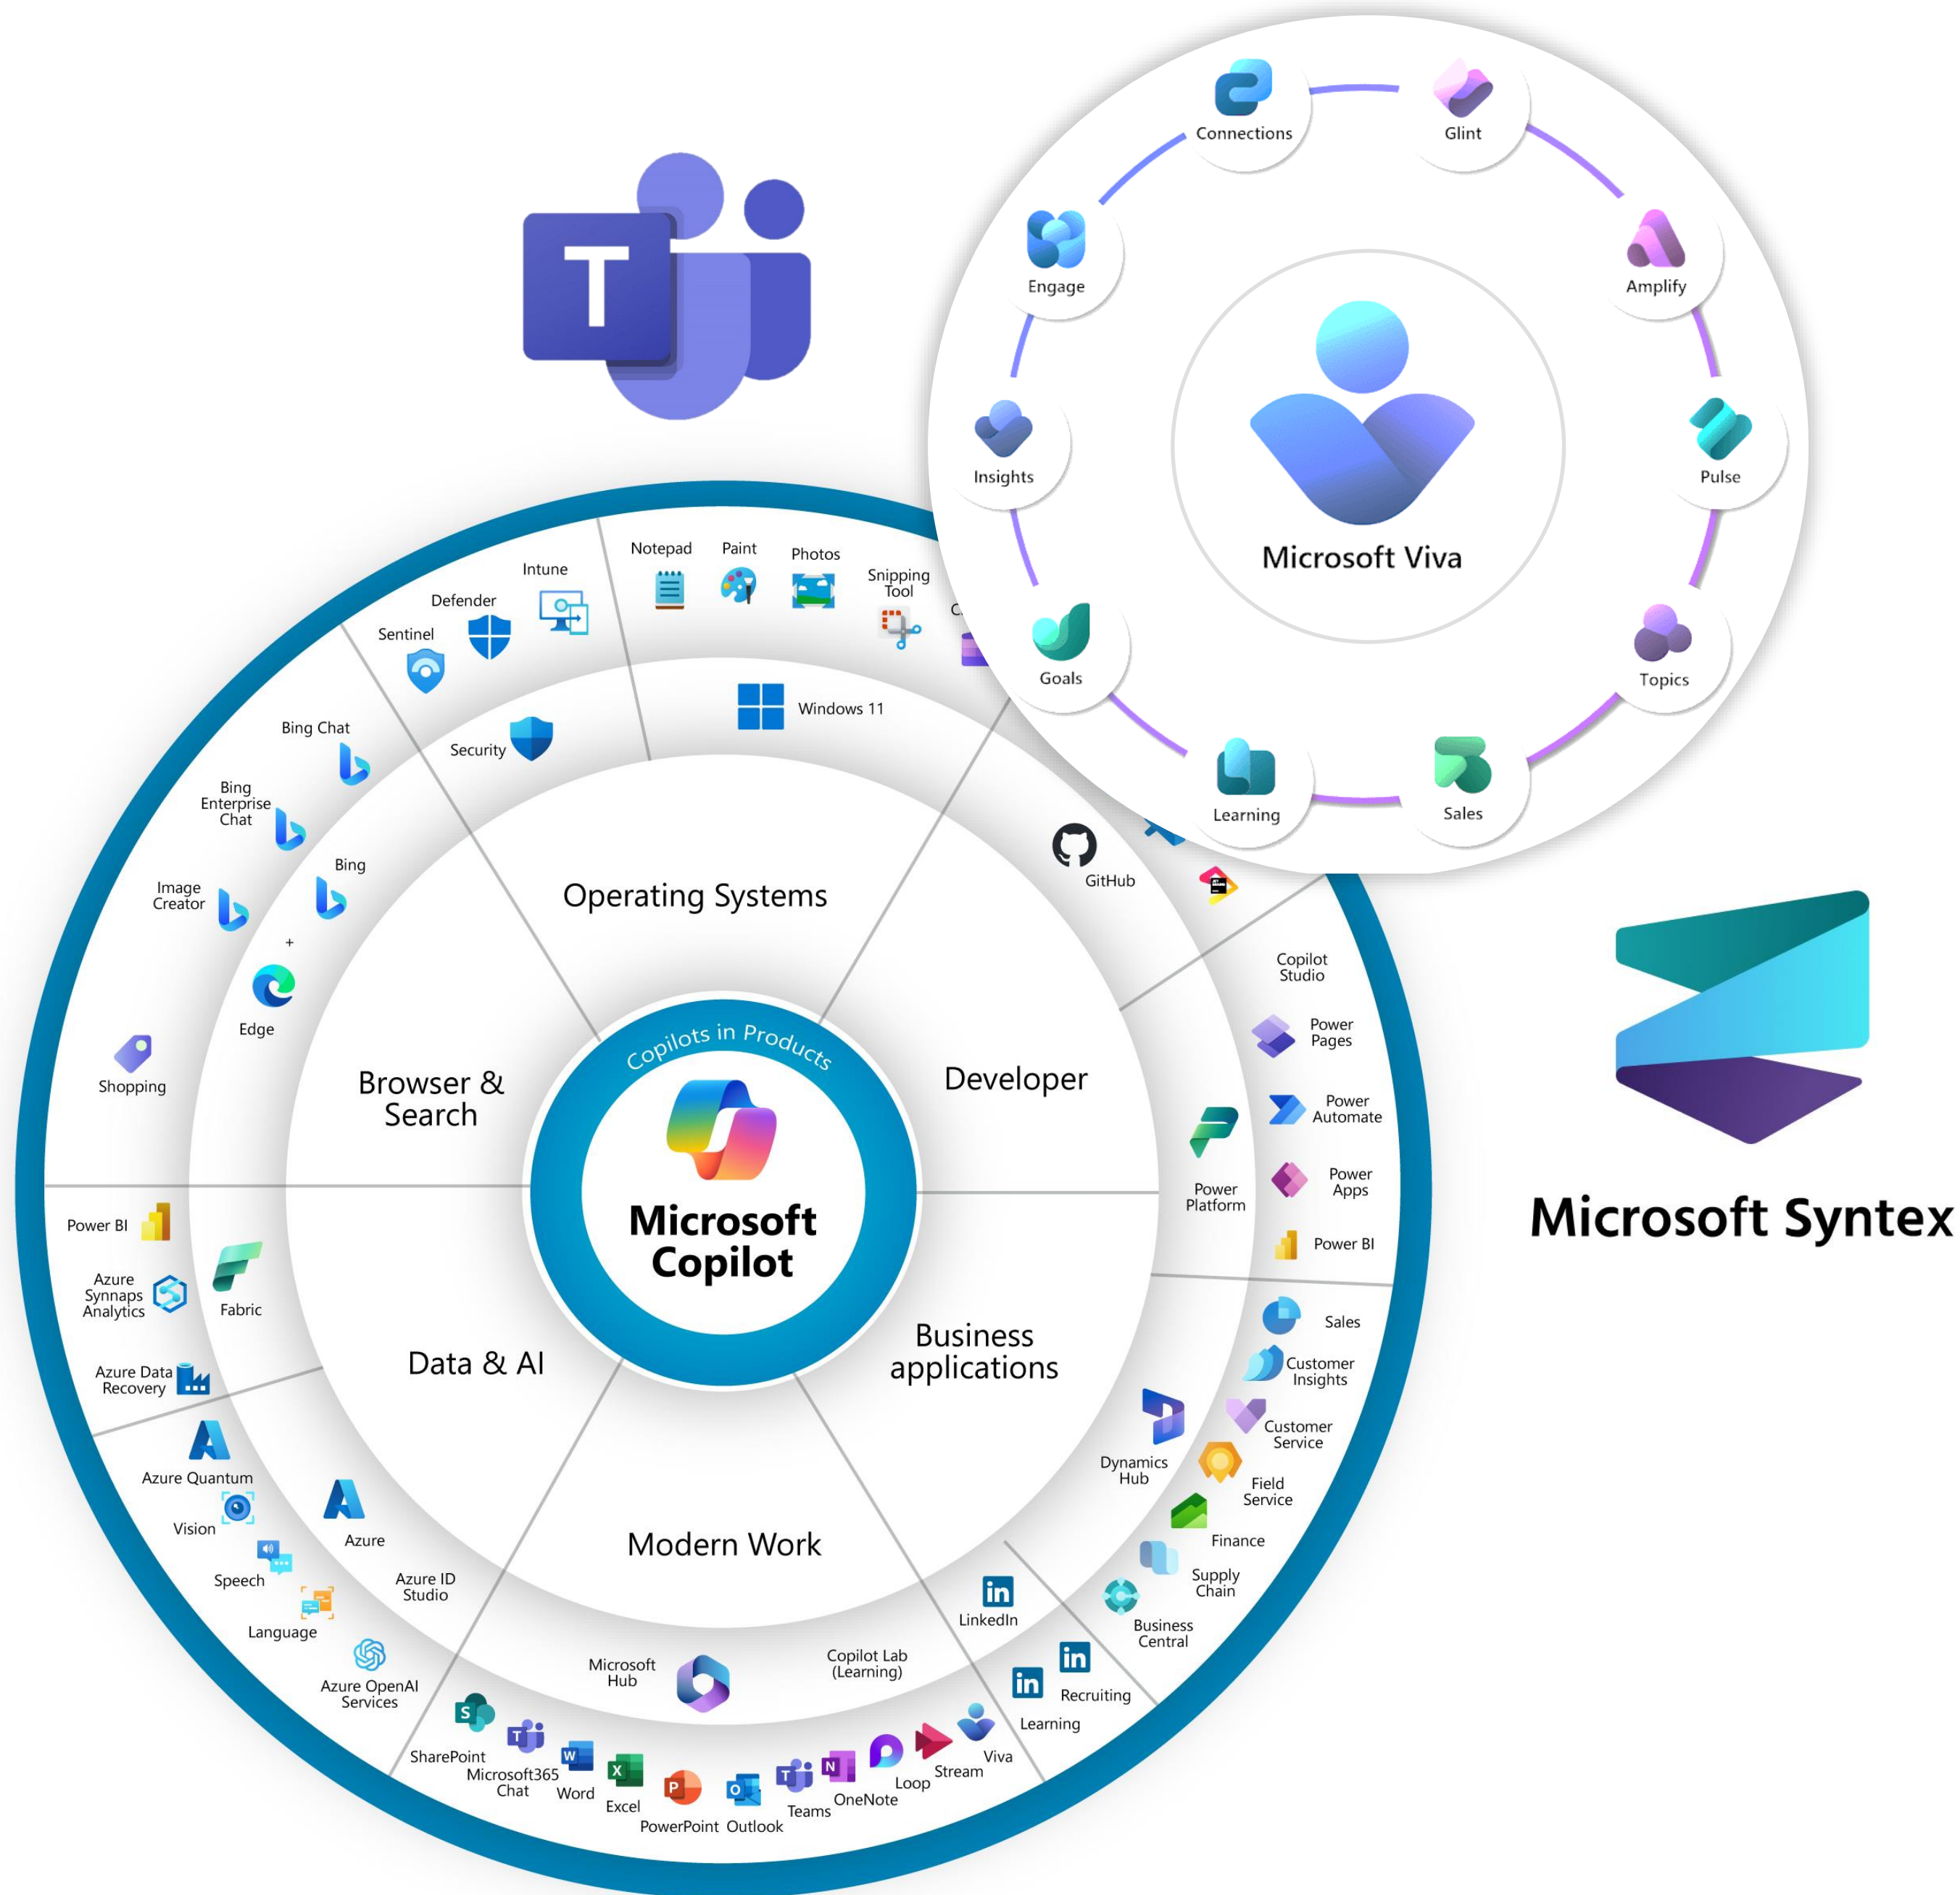 Connections
Glint
Engage
Amplify
Insights
Pulse
Microsoft Viva
Goals
Topics
Learning
Sales
T
Intune
Defender
Sentinel
Notepad
Paint
Photos
Snipping
Tool
Security
Windows 11
Bing Chat
Bing
Enterprise
Chat
Bing
Image
Creator
+
Edge
Shopping
GitHub
Operating Systems
Browser &
Search
Developer
Copilots in Products
Microsoft
Copilot
Data & AI
Business
applications
Modern Work
Copilot
Studio
Power
Pages
Power
Automate
Power
Apps
Power BI
Power
Platform
Microsoft Syntex
Power BI
Azure
Synnaps
Analytics
Azure Data
Recovery
Fabric
Sales
Customer
Insights
Customer
Service
Field
Service
Finance
Supply
Chain
Business
Central
Dynamics
Hub
Azure Quantum
Vision
Speech
Language
Azure OpenAI
Services
Azure
Azure ID
Studio
in
LinkedIn
in
Recruiting
in
Learning
Microsoft
Hub
Copilot Lab
(Learning)
S
SharePoint
T
Microsoft365
Chat
W
Word
X
Excel
P
PowerPoint
O
Outlook
T
Teams
N
OneNote
Loop
Stream
Viva